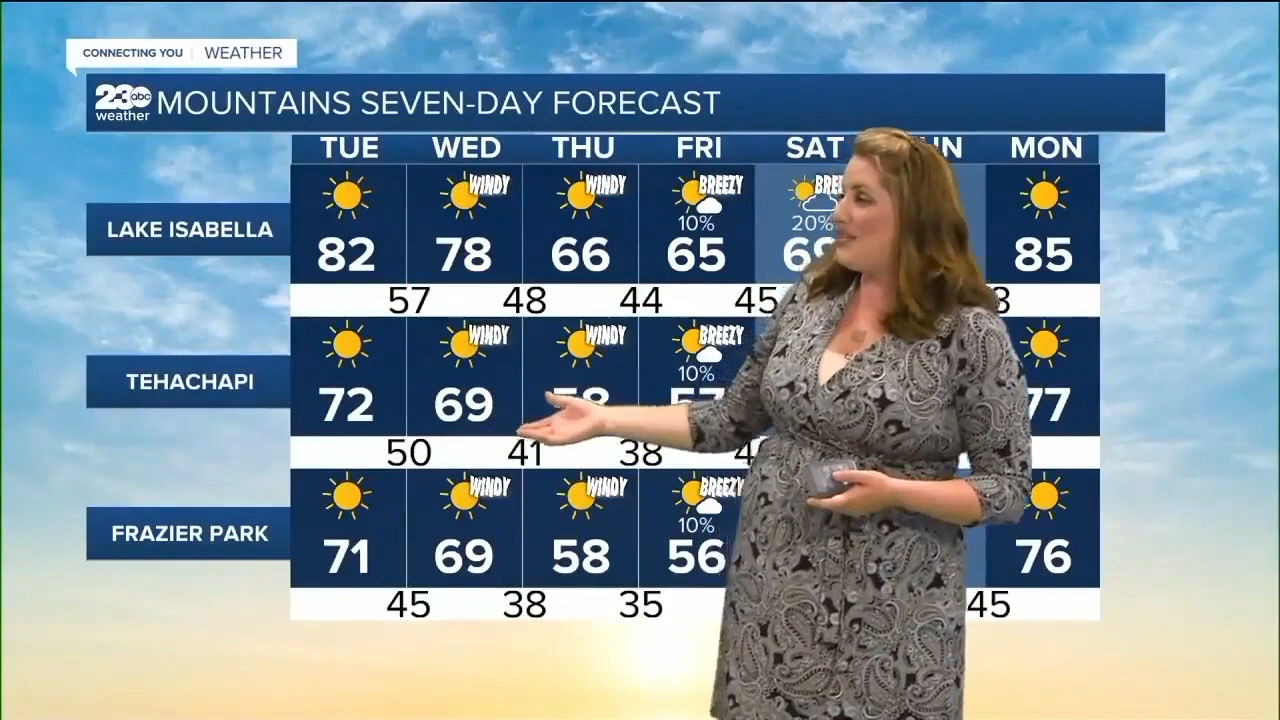 CONNECTING YOU | WEATHER
23 abc
weather
MOUNTAINS SEVEN-DAY FORECAST
TUE WED THU FRI SAT MON
LAKE ISABELLA
WINDY WINDY BREEZY
10% 20%
82 78 66 65 85
57 48 44 45
TEHACHAPI
WINDY WINDY BREEZY
10%
72 69 58 57 77
50 41 38
FRAZIER PARK
WINDY WINDY BREEZY
10%
71 69 58 56 76
45 38 35 45